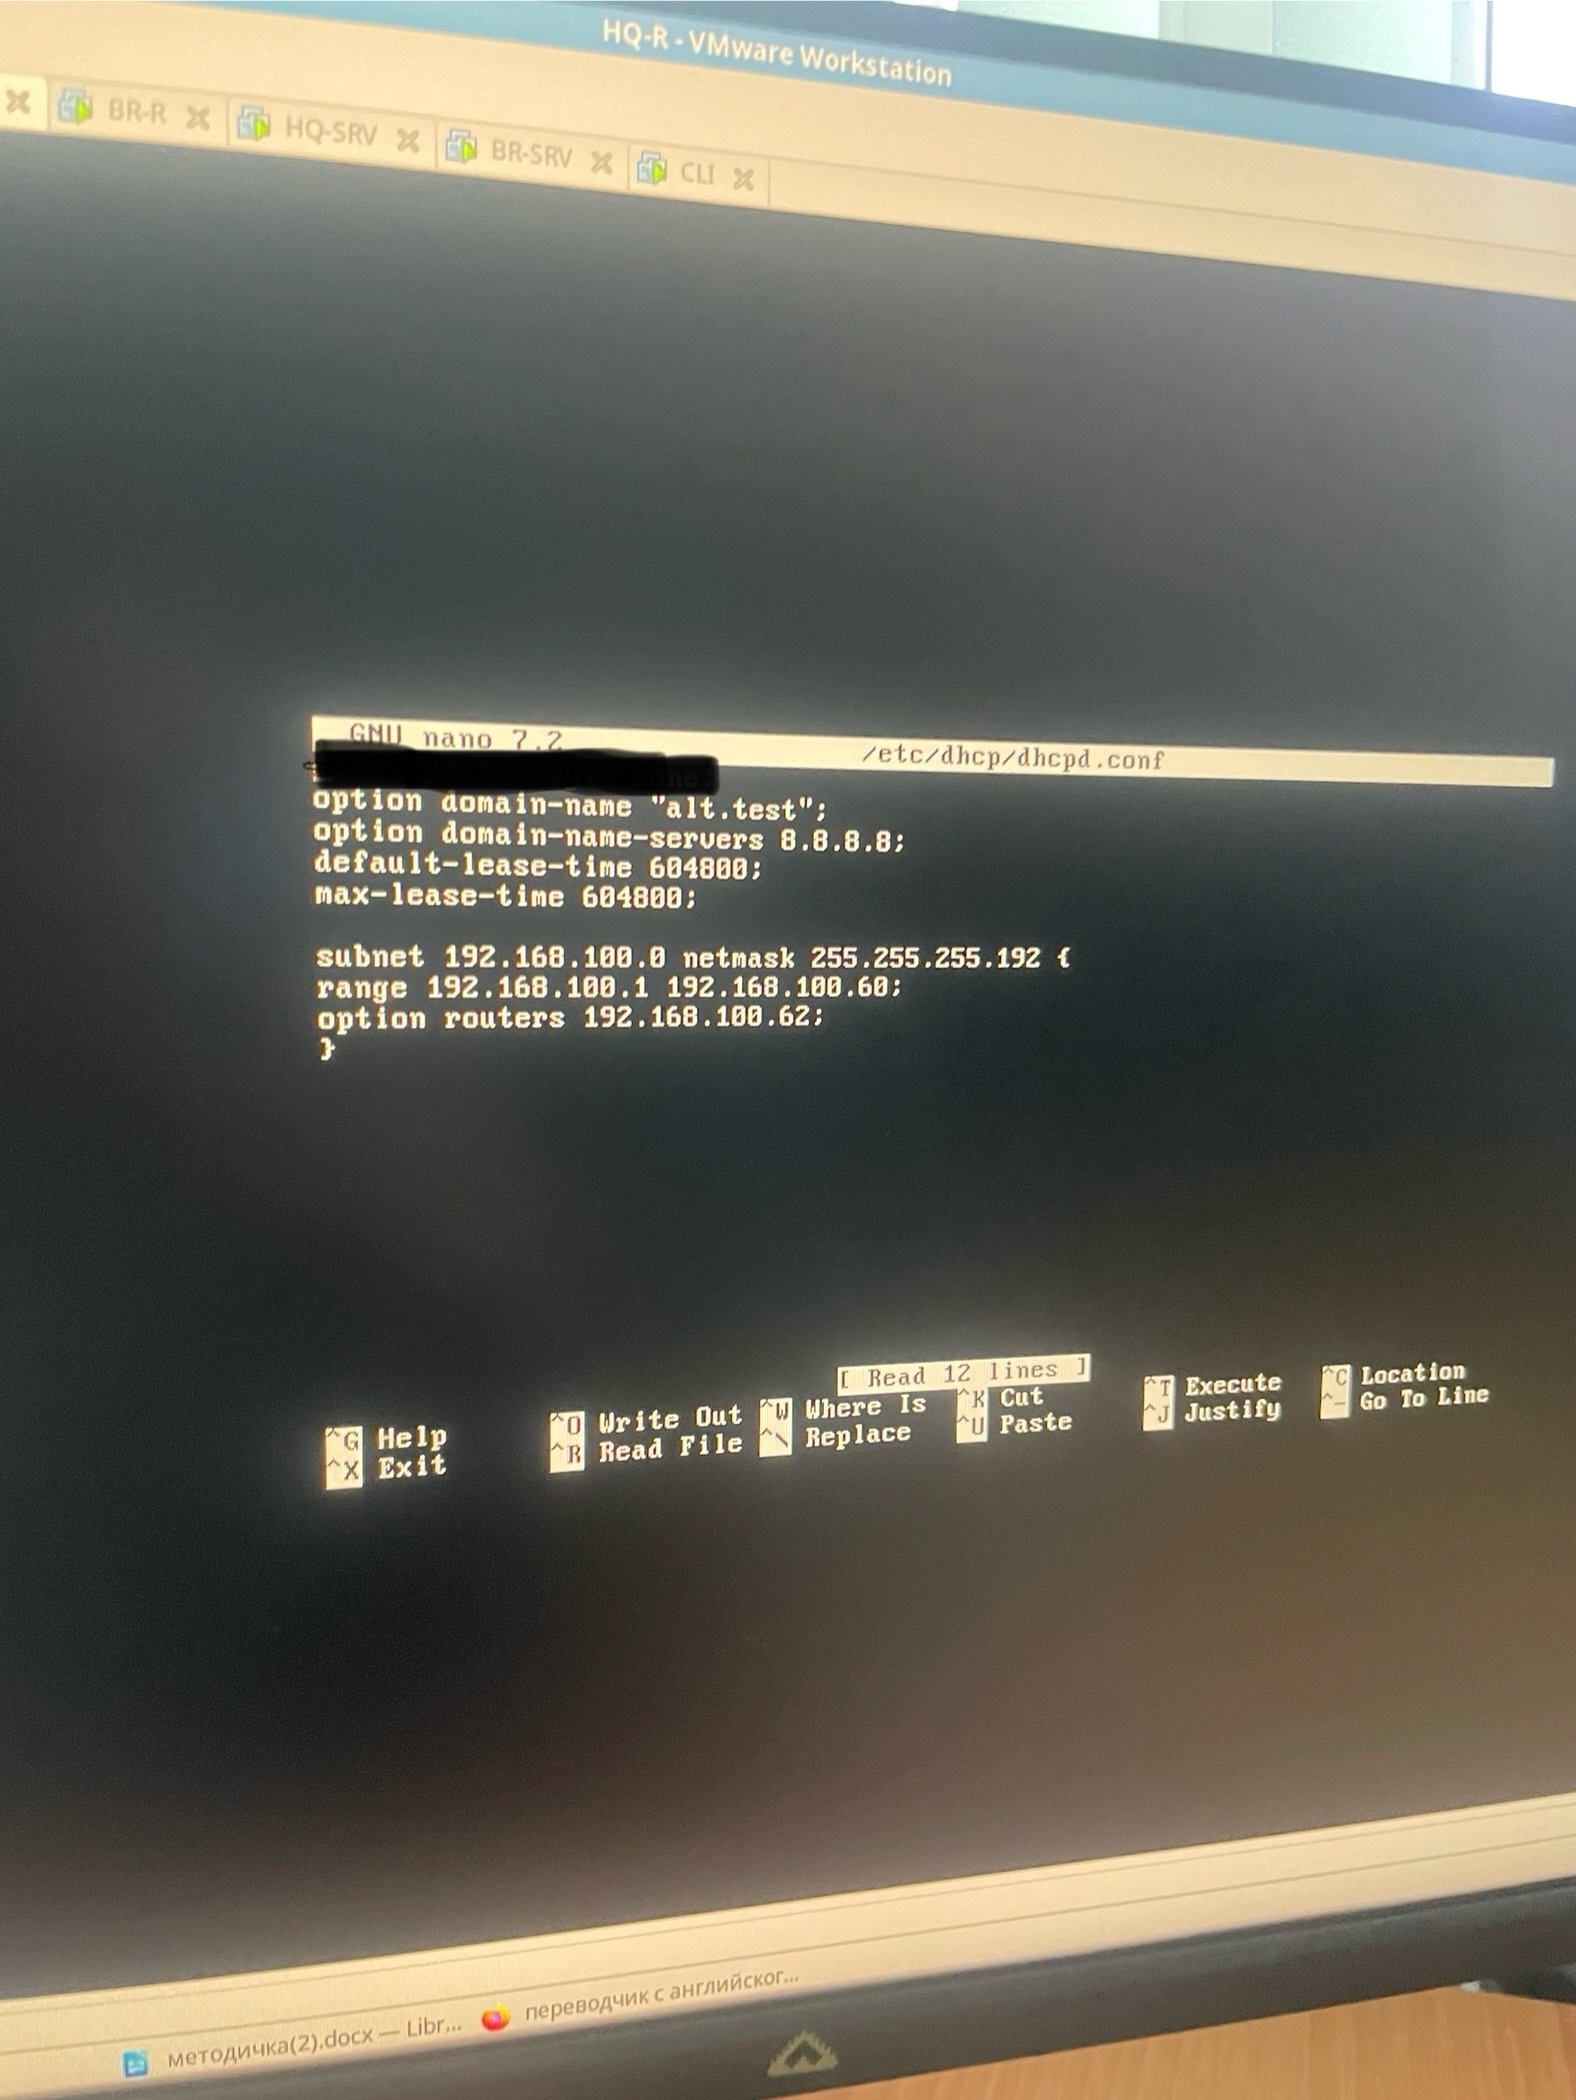 HQ-R - VMware Workstation
BR-R HQ-SRV BR-SRV CLI
GNU nano 7.2 /etc/dhcp/dhcpd.conf
option domain-name "alt.test";
option domain-name-servers 8.8.8.8;
default-lease-time 604800;
max-lease-time 604800;
subnet 192.168.100.0 netmask 255.255.255.192 {
range 192.168.100.1 192.168.100.60;
option routers 192.168.100.62;
}
[ Read 12 lines ]
^G Help ^O Write Out ^W Where Is ^K Cut ^T Execute ^C Location
^X Exit ^R Read File ^\ Replace ^U Paste ^J Justify ^_ Go To Line
методичка(2).docx — Libr... переводчик с английског...